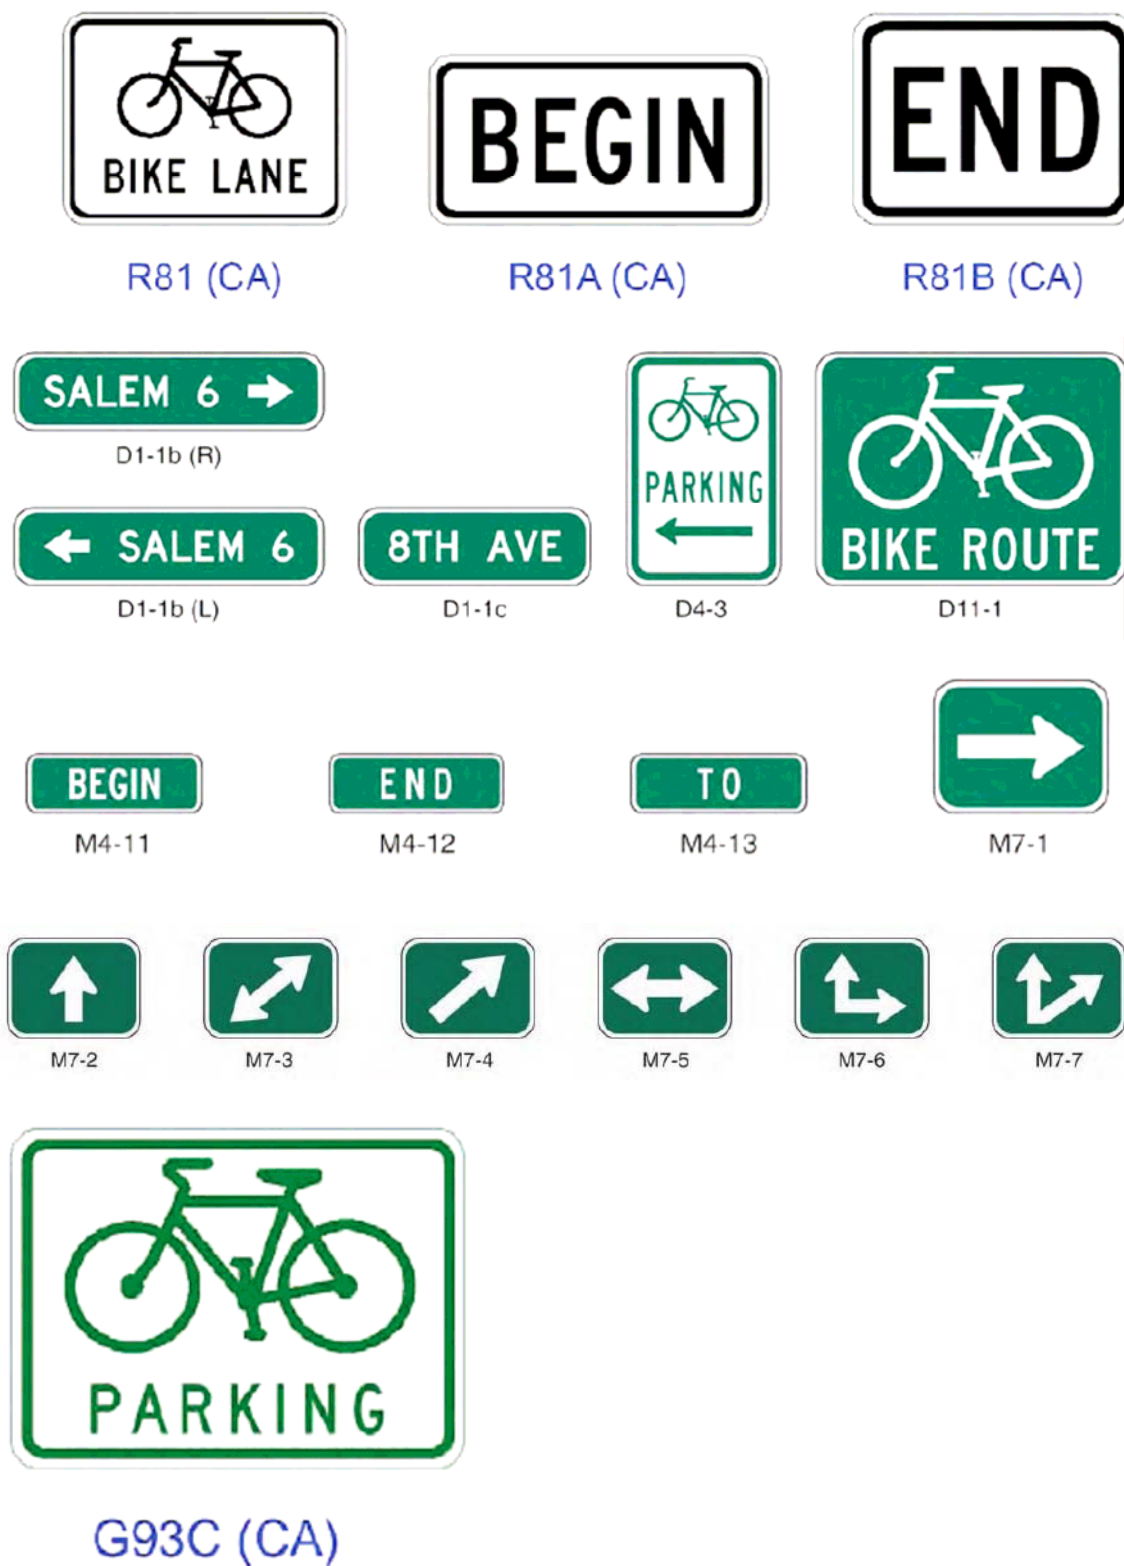 BIKE LANE
BEGIN
END
R81 (CA)
R81A (CA)
R81B (CA)
SALEM 6
D1-1b (R)
SALEM 6
D1-1b (L)
8TH AVE
D1-1c
PARKING
D4-3
BIKE ROUTE
D11-1
BEGIN
M4-11
END
M4-12
TO
M4-13
M7-1
M7-2
M7-3
M7-4
M7-5
M7-6
M7-7
PARKING
G93C (CA)